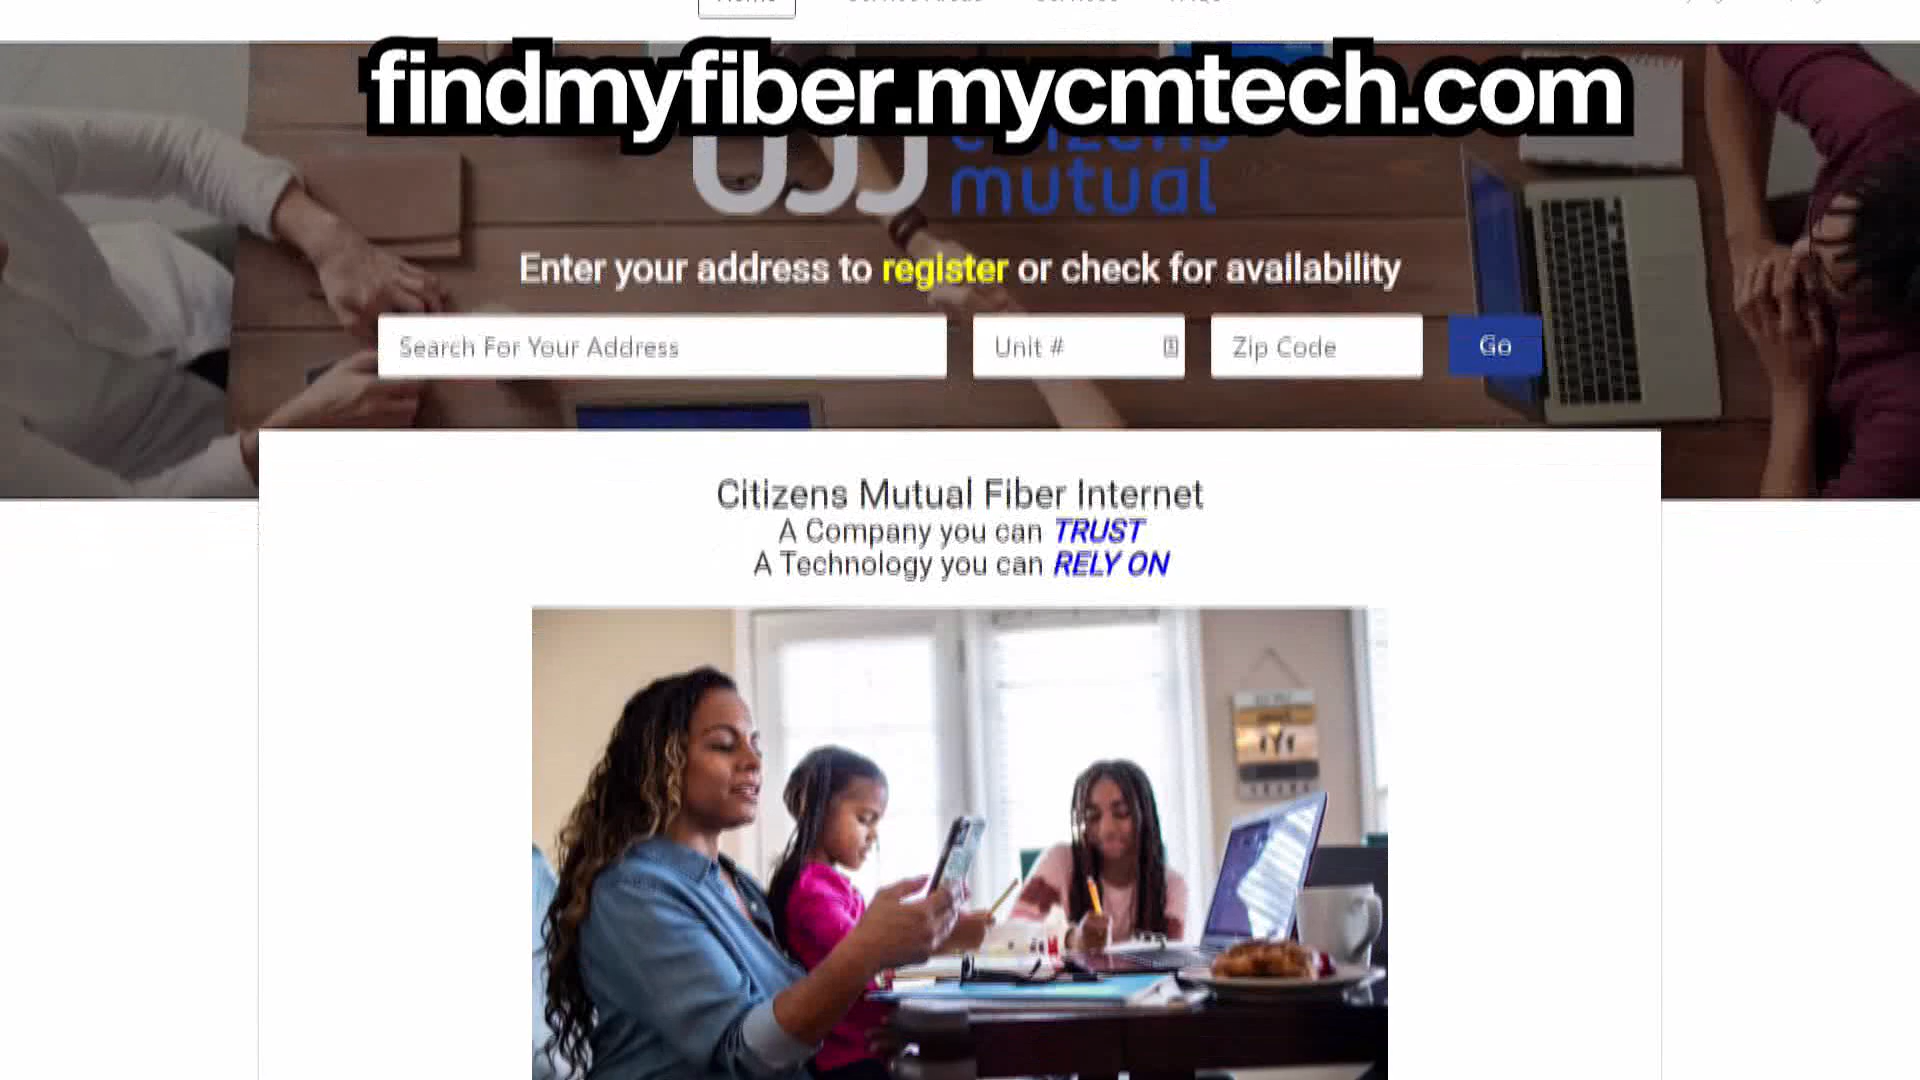 findmyfiber.mycmtech.com
mutual
Enter your address to register or check for availability
Search For Your Address
Unit #
Zip Code
Go
Citizens Mutual Fiber Internet
A Company you can TRUST
A Technology you can RELY ON